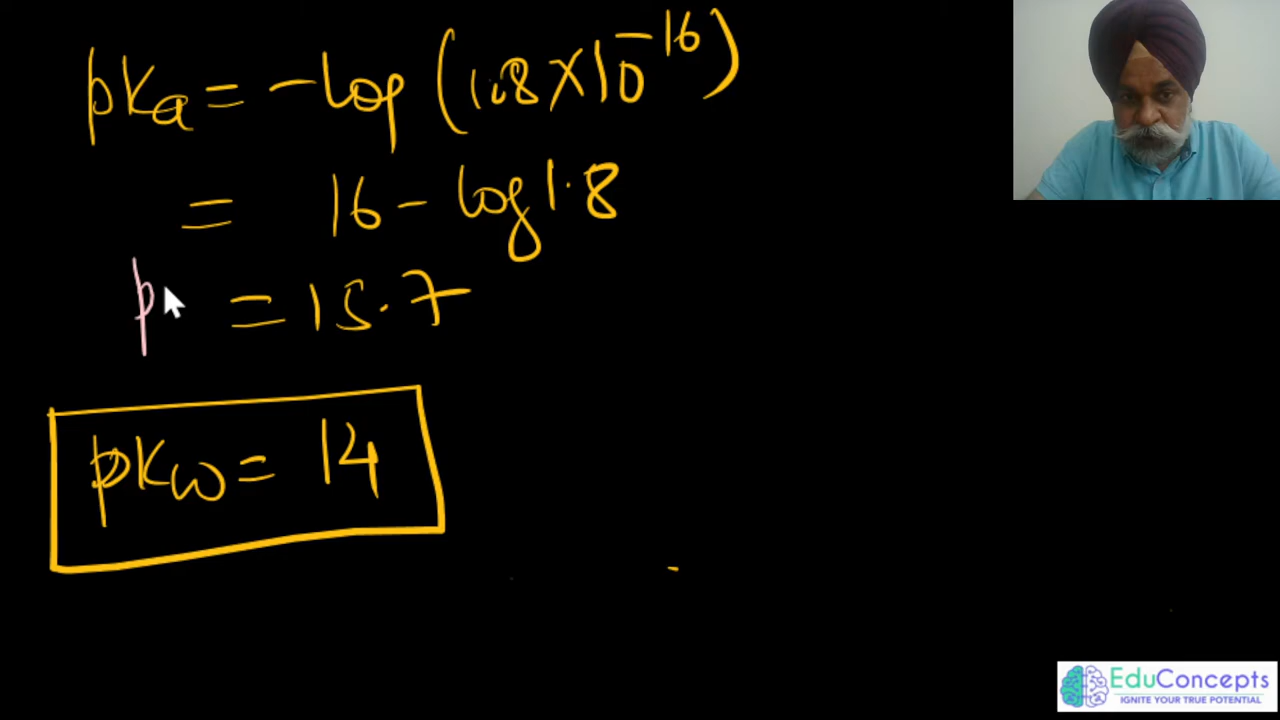 pKa = -log (1.8 X 10^-16)
= 16 - log 1.8
p = 15.7
pKw = 14
EduConcepts
IGNITE YOUR TRUE POTENTIAL